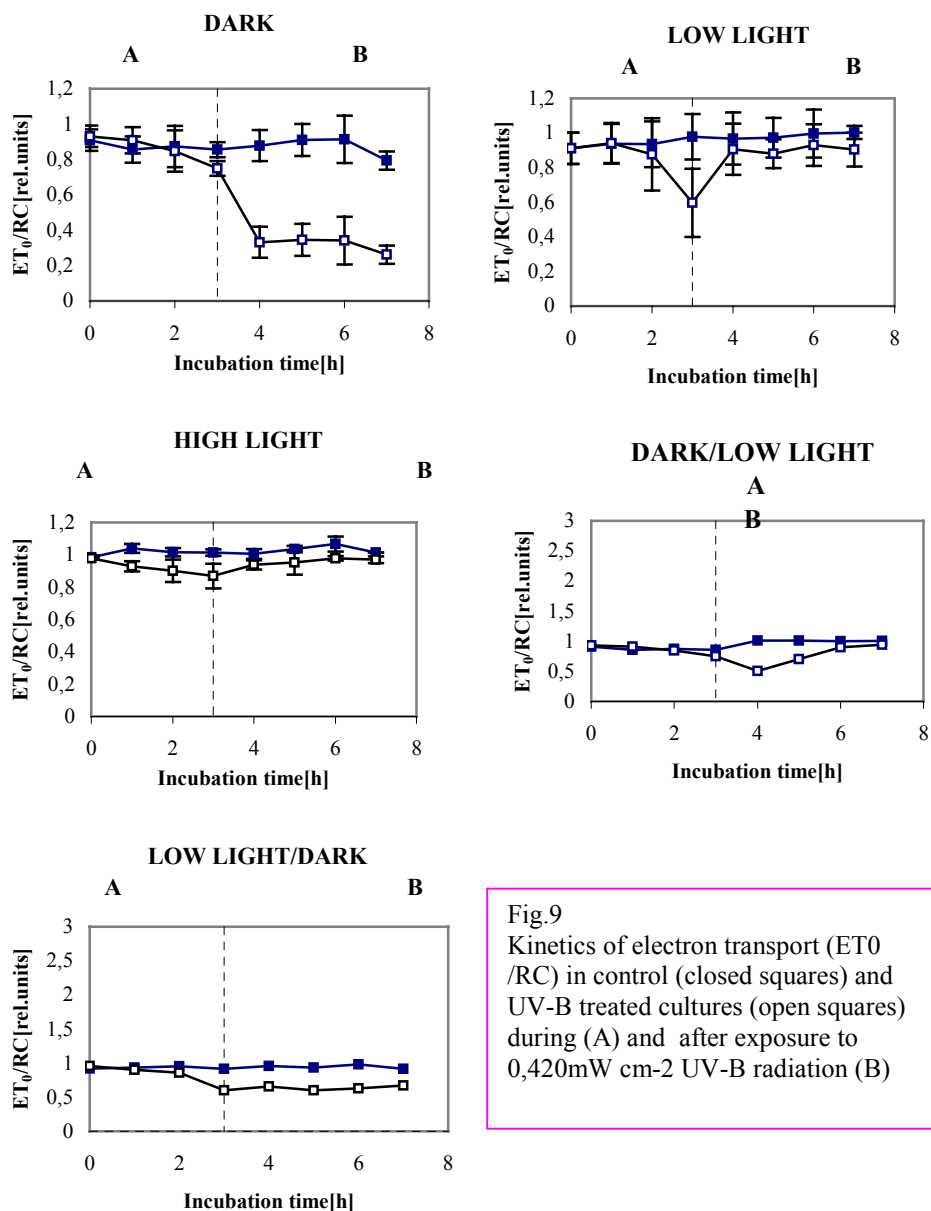 DARK
A B
ET₀/RC[rel.units]
1,2
1
0.8
0.6
0.4
0.2
0
0 2 4 6 8
Incubation time[h]
LOW LIGHT
A B
ET₀/RC[rel.units]
1,2
1
0,8
0,6
0,4
0,2
0
0 2 4 6 8
Incubation time[h]
HIGH LIGHT
A B
ET₀/RC[rel.units]
1,2
1
0,8
0,6
0,4
0,2
0
0 2 4 6 8
Incubation time[h]
DARK/LOW LIGHT
A
B
ET₀/RC[rel.units]
3
2,5
2
1,5
1
0,5
0
0 2 4 6 8
Incubation time[h]
LOW LIGHT/DARK
A B
ET₀/RC[rel.units]
3
2,5
2
1,5
1
0,5
0
0 2 4 6 8
Incubation time[h]
Fig.9
Kinetics of electron transport (ET0
/RC) in control (closed squares) and
UV-B treated cultures (open squares)
during (A) and after exposure to
0,420mW cm-2 UV-B radiation (B)